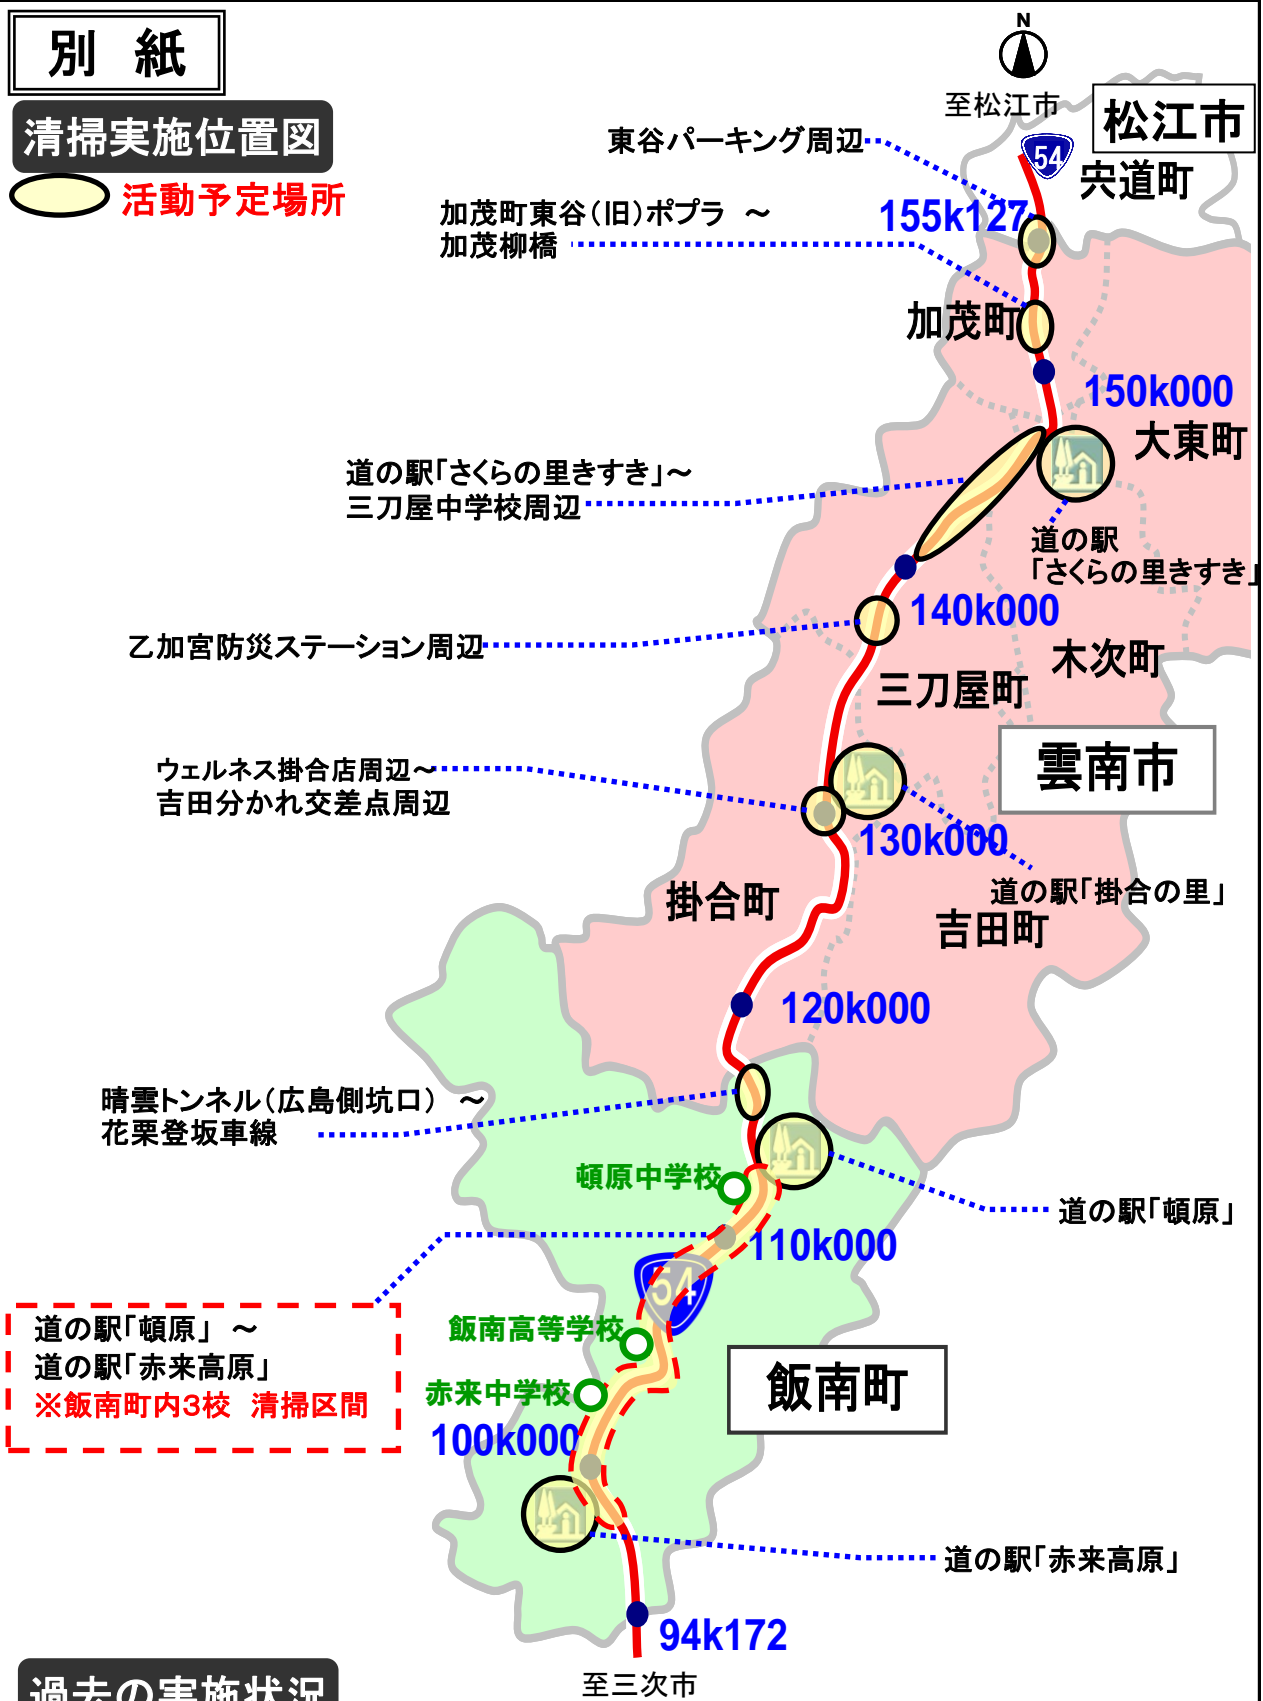 別　紙
清掃実施位置図
活動予定場所
N
至松江市
松江市
54
宍道町
東谷パーキング周辺
155k127
加茂町東谷（旧）ポプラ　～
加茂柳橋
加茂町
150k000
大東町
道の駅「さくらの里きすき」～
三刀屋中学校周辺
道の駅
「さくらの里きすき」
140k000
乙加宮防災ステーション周辺
木次町
三刀屋町
雲南市
ウェルネス掛合店周辺～
吉田分かれ交差点周辺
130k000
道の駅「掛合の里」
掛合町
吉田町
120k000
晴雲トンネル（広島側坑口）　～
花栗登坂車線
頓原中学校
道の駅「頓原」
110k000
54
道の駅「頓原」　～
道の駅「赤来高原」
※飯南町内3校　清掃区間
飯南高等学校
飯南町
赤来中学校
100k000
道の駅「赤来高原」
94k172
至三次市
過去の実施状況